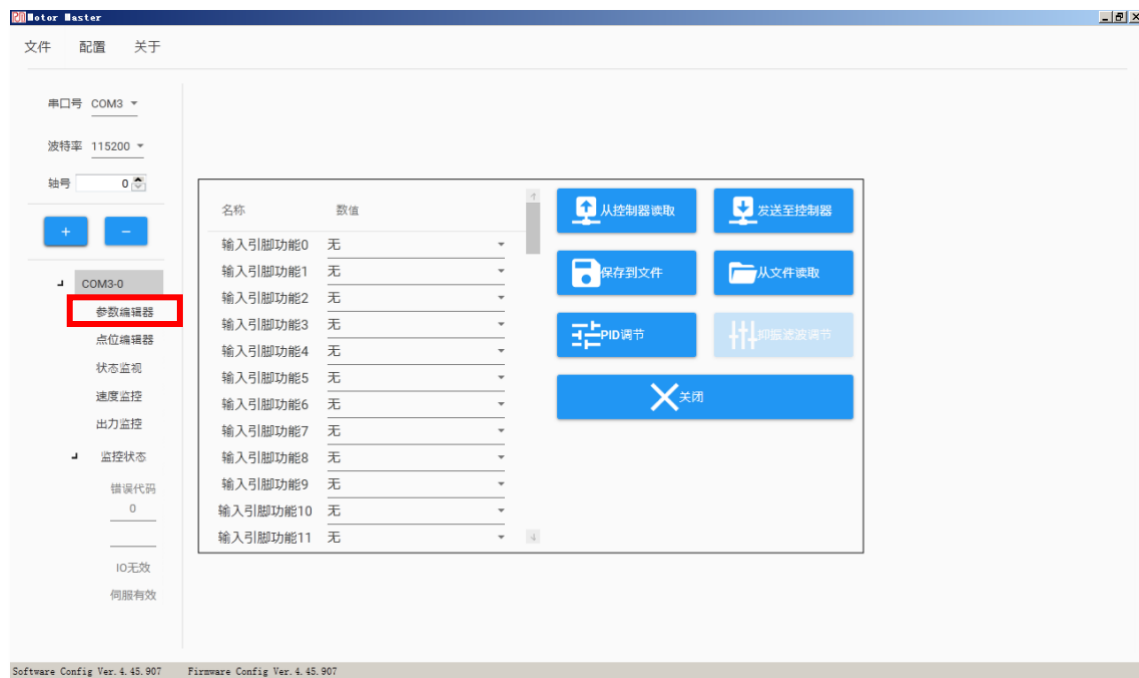 Motor Master
文件 配置 关于
串口号 COM3
波特率 115200
轴号 0
+ −
COM3-0
参数编辑器
点位编辑器
状态监视
速度监控
出力监控
监控状态
错误代码
0
IO无效
伺服有效
名称 数值
输入引脚功能0 无
输入引脚功能1 无
输入引脚功能2 无
输入引脚功能3 无
输入引脚功能4 无
输入引脚功能5 无
输入引脚功能6 无
输入引脚功能7 无
输入引脚功能8 无
输入引脚功能9 无
输入引脚功能10 无
输入引脚功能11 无
从控制器读取 发送至控制器
保存到文件 从文件读取
PID调节 抑振滤波调节
关闭
Software Config Ver.4.45.907 Firmware Config Ver.4.45.907